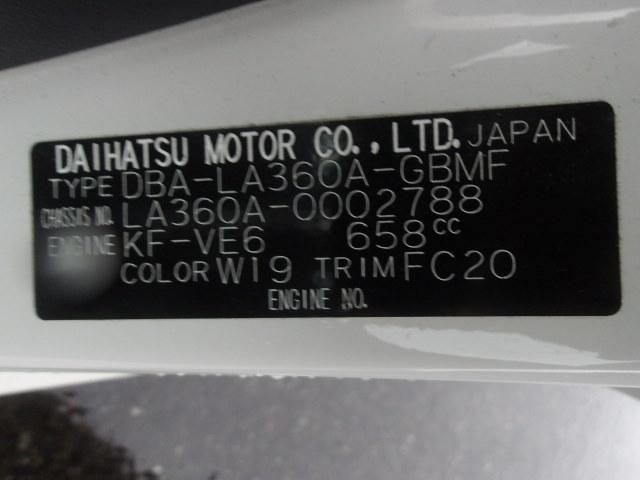 DAIHATSU MOTOR CO., LTD. JAPAN
TYPE DBA-LA360A-GBMF
CHASSIS NO. LA360A-0002788
ENGINE KF-VE6 658cc
COLOR W19 TRIM FC20
ENGINE NO.